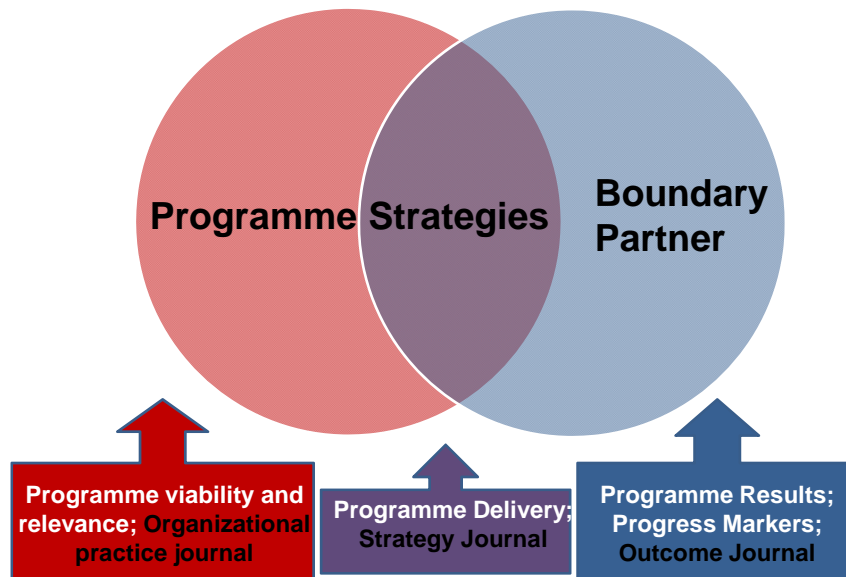 Programme Strategies
Boundary
Partner
Programme viability and
relevance; Organizational
practice journal
Programme Delivery;
Strategy Journal
Programme Results;
Progress Markers;
Outcome Journal